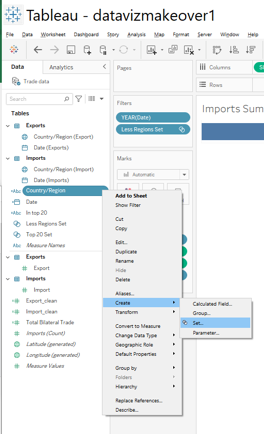 Tableau - datavizmakeover1
File Data Worksheet Dashboard Story Analysis Map Format Server Window Help
Data Analytics
Pages
Columns
Rows
Trade data
Search
Filters
YEAR(Date)
Less Regions Set
Imports Sum
Tables
Exports
Country/Region (Export)
Date (Exports)
Imports
Country/Region (Import)
Date (Imports)
Country/Region
Date
In top 20
Less Regions Set
Top 20 Set
Measure Names
Exports
Export
Imports
Import
Export_clean
Import_clean
Total Bilateral Trade
Imports (Count)
Latitude (generated)
Longitude (generated)
Measure Values
Marks
Automatic
Add to Sheet
Show Filter
Cut
Copy
Edit...
Duplicate
Rename
Hide
Delete
Aliases...
Create
Transform
Convert to Measure
Change Data Type
Geographic Role
Default Properties
Group by
Folders
Hierarchy
Replace References...
Describe...
Calculated Field...
Group...
Set...
Parameter...